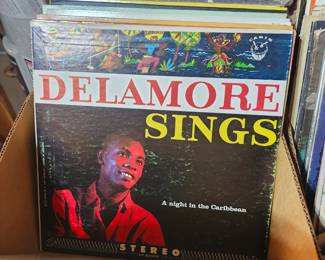 DELAMORE
SINGS
A night in the Caribbean
STEREO